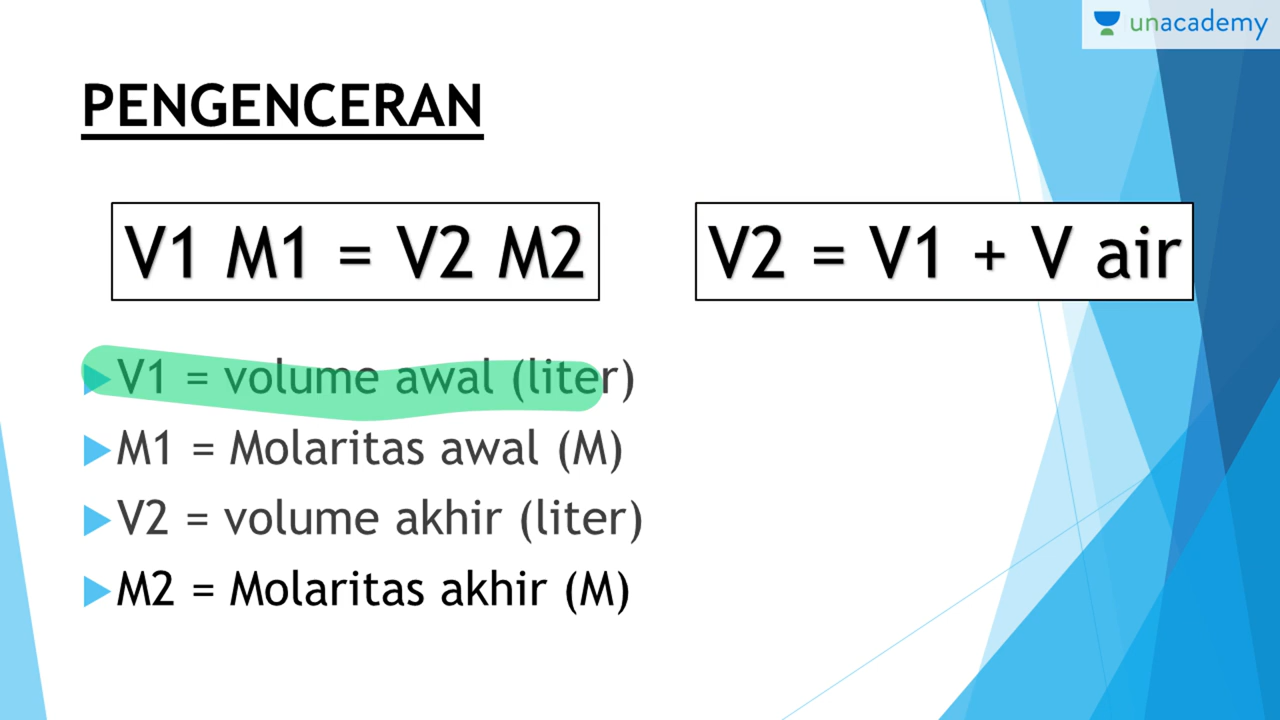 unacademy
PENGENCERAN
V1 M1 = V2 M2
V2 = V1 + V air
V1 = volume awal (liter)
M1 = Molaritas awal (M)
V2 = volume akhir (liter)
M2 = Molaritas akhir (M)